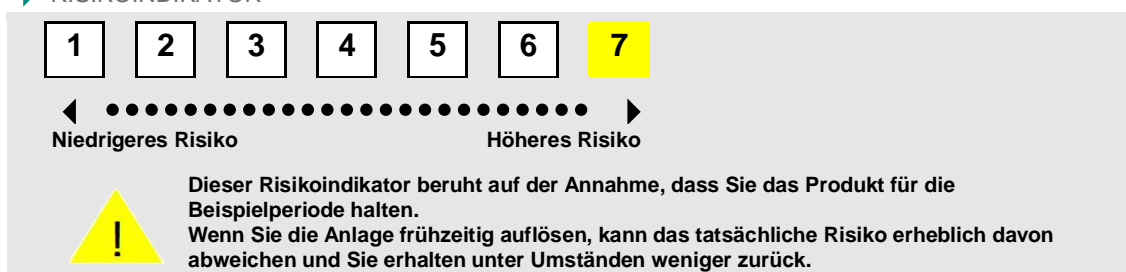 RISIKOINDIKATOR
1 2 3 4 5 6 7
Niedrigeres Risiko Höheres Risiko
Dieser Risikoindikator beruht auf der Annahme, dass Sie das Produkt für die
Beispielperiode halten.
! Wenn Sie die Anlage frühzeitig auflösen, kann das tatsächliche Risiko erheblich davon
abweichen und Sie erhalten unter Umständen weniger zurück.